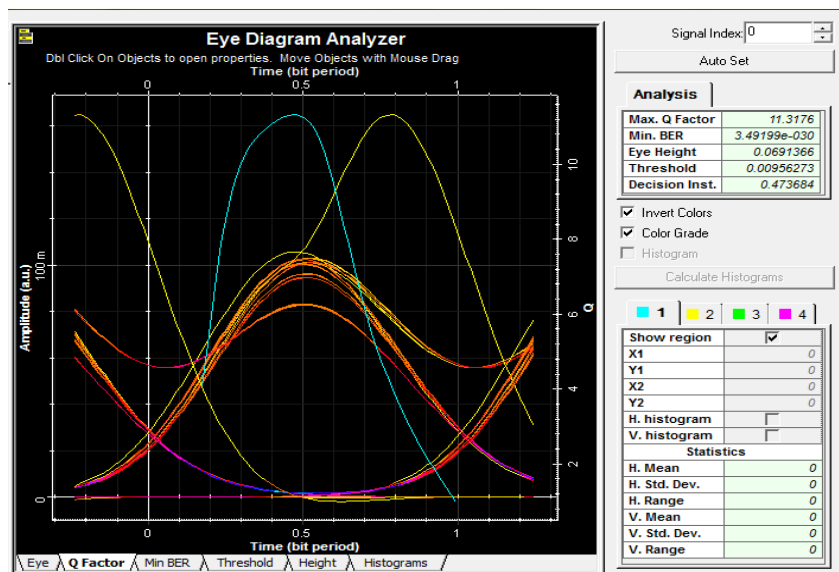 Eye Diagram Analyzer
Dbl Click On Objects to open properties. Move Objects with Mouse Drag
Time (bit period)
0 0.5 1
Amplitude (a.u.)
100 m
0
Q
10
8
6
4
2
0 0.5 1
Time (bit period)
Eye Q Factor Min BER Threshold Height Histograms
Signal Index: 0
Auto Set
Analysis
Max. Q Factor 11.3176
Min. BER 3.49199e-030
Eye Height 0.0691366
Threshold 0.00956273
Decision Inst. 0.473684
Invert Colors
Color Grade
Histogram
Calculate Histograms
1 2 3 4
Show region
X1 0
Y1 0
X2 0
Y2 0
H. histogram
V. histogram
Statistics
H. Mean 0
H. Std. Dev. 0
H. Range 0
V. Mean 0
V. Std. Dev. 0
V. Range 0